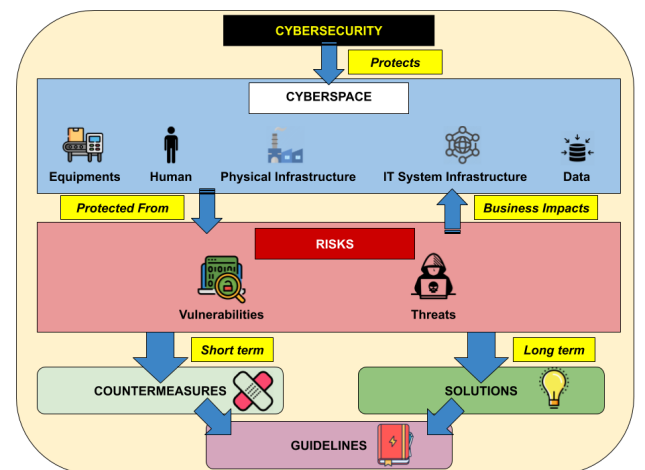 CYBERSECURITY
Protects
CYBERSPACE
Equipments Human Physical Infrastructure IT System Infrastructure Data
Protected From Business Impacts
RISKS
Vulnerabilities Threats
Short term Long term
COUNTERMEASURES SOLUTIONS
GUIDELINES